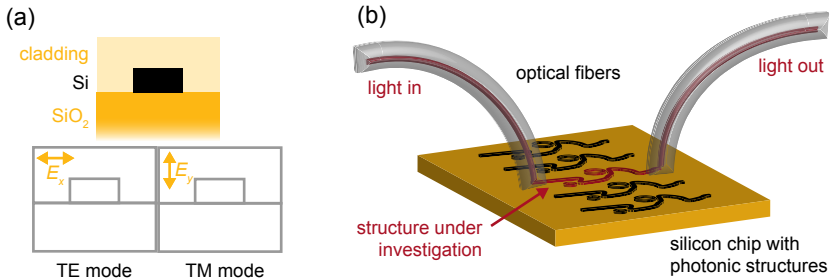 (a)
cladding
Si
SiO2
Ex
Ey
TE mode
TM mode
(b)
light in
optical fibers
light out
structure under
investigation
silicon chip with
photonic structures